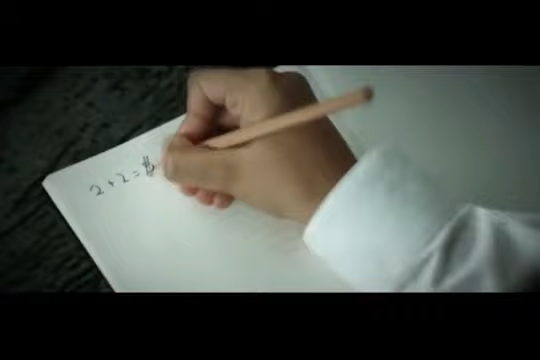 2 + 2 =